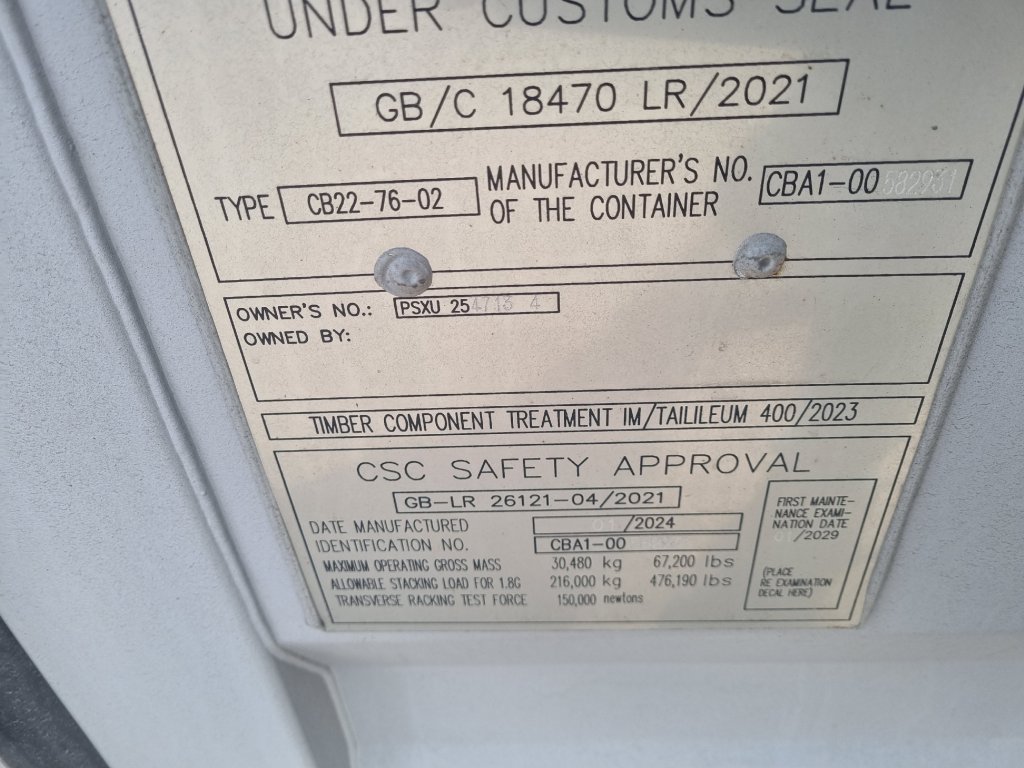 UNDER CUSTOMS SEAL
GB/C 18470 LR/2021
TYPE CB22-76-02
MANUFACTURER'S NO. OF THE CONTAINER CBA1-00 582931
OWNER'S NO.: PSXU 254713 4
OWNED BY:
TIMBER COMPONENT TREATMENT IM/TAILILEUM 400/2023
CSC SAFETY APPROVAL
GB-LR 26121-04/2021
DATE MANUFACTURED 01/2024
IDENTIFICATION NO. CBA1-00
MAXIMUM OPERATING GROSS MASS 30,480 kg 67,200 lbs
ALLOWABLE STACKING LOAD FOR 1.8G 216,000 kg 476,190 lbs
TRANSVERSE RACKING TEST FORCE 150,000 newtons
FIRST MAINTE-
NANCE EXAMI-
NATION DATE
/2029
(PLACE
RE EXAMINATION
DECAL HERE)